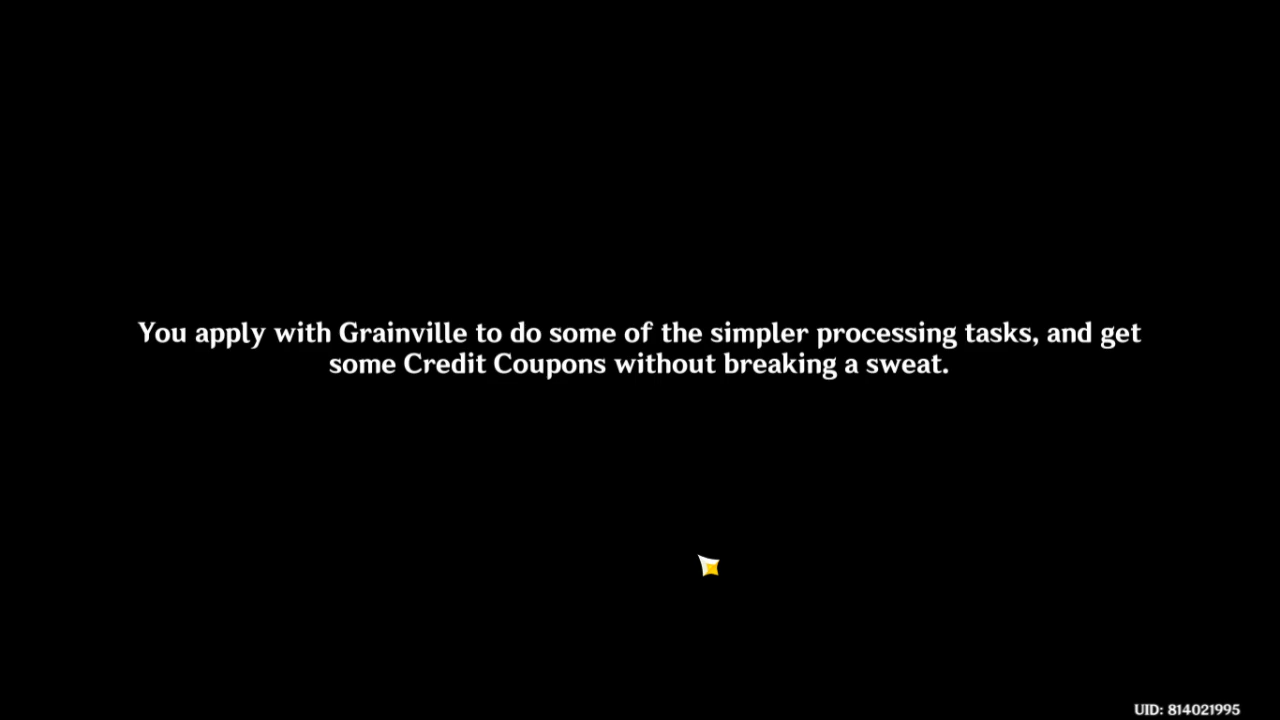 You apply with Grainville to do some of the simpler processing tasks, and get
some Credit Coupons without breaking a sweat.
UID: 814021995